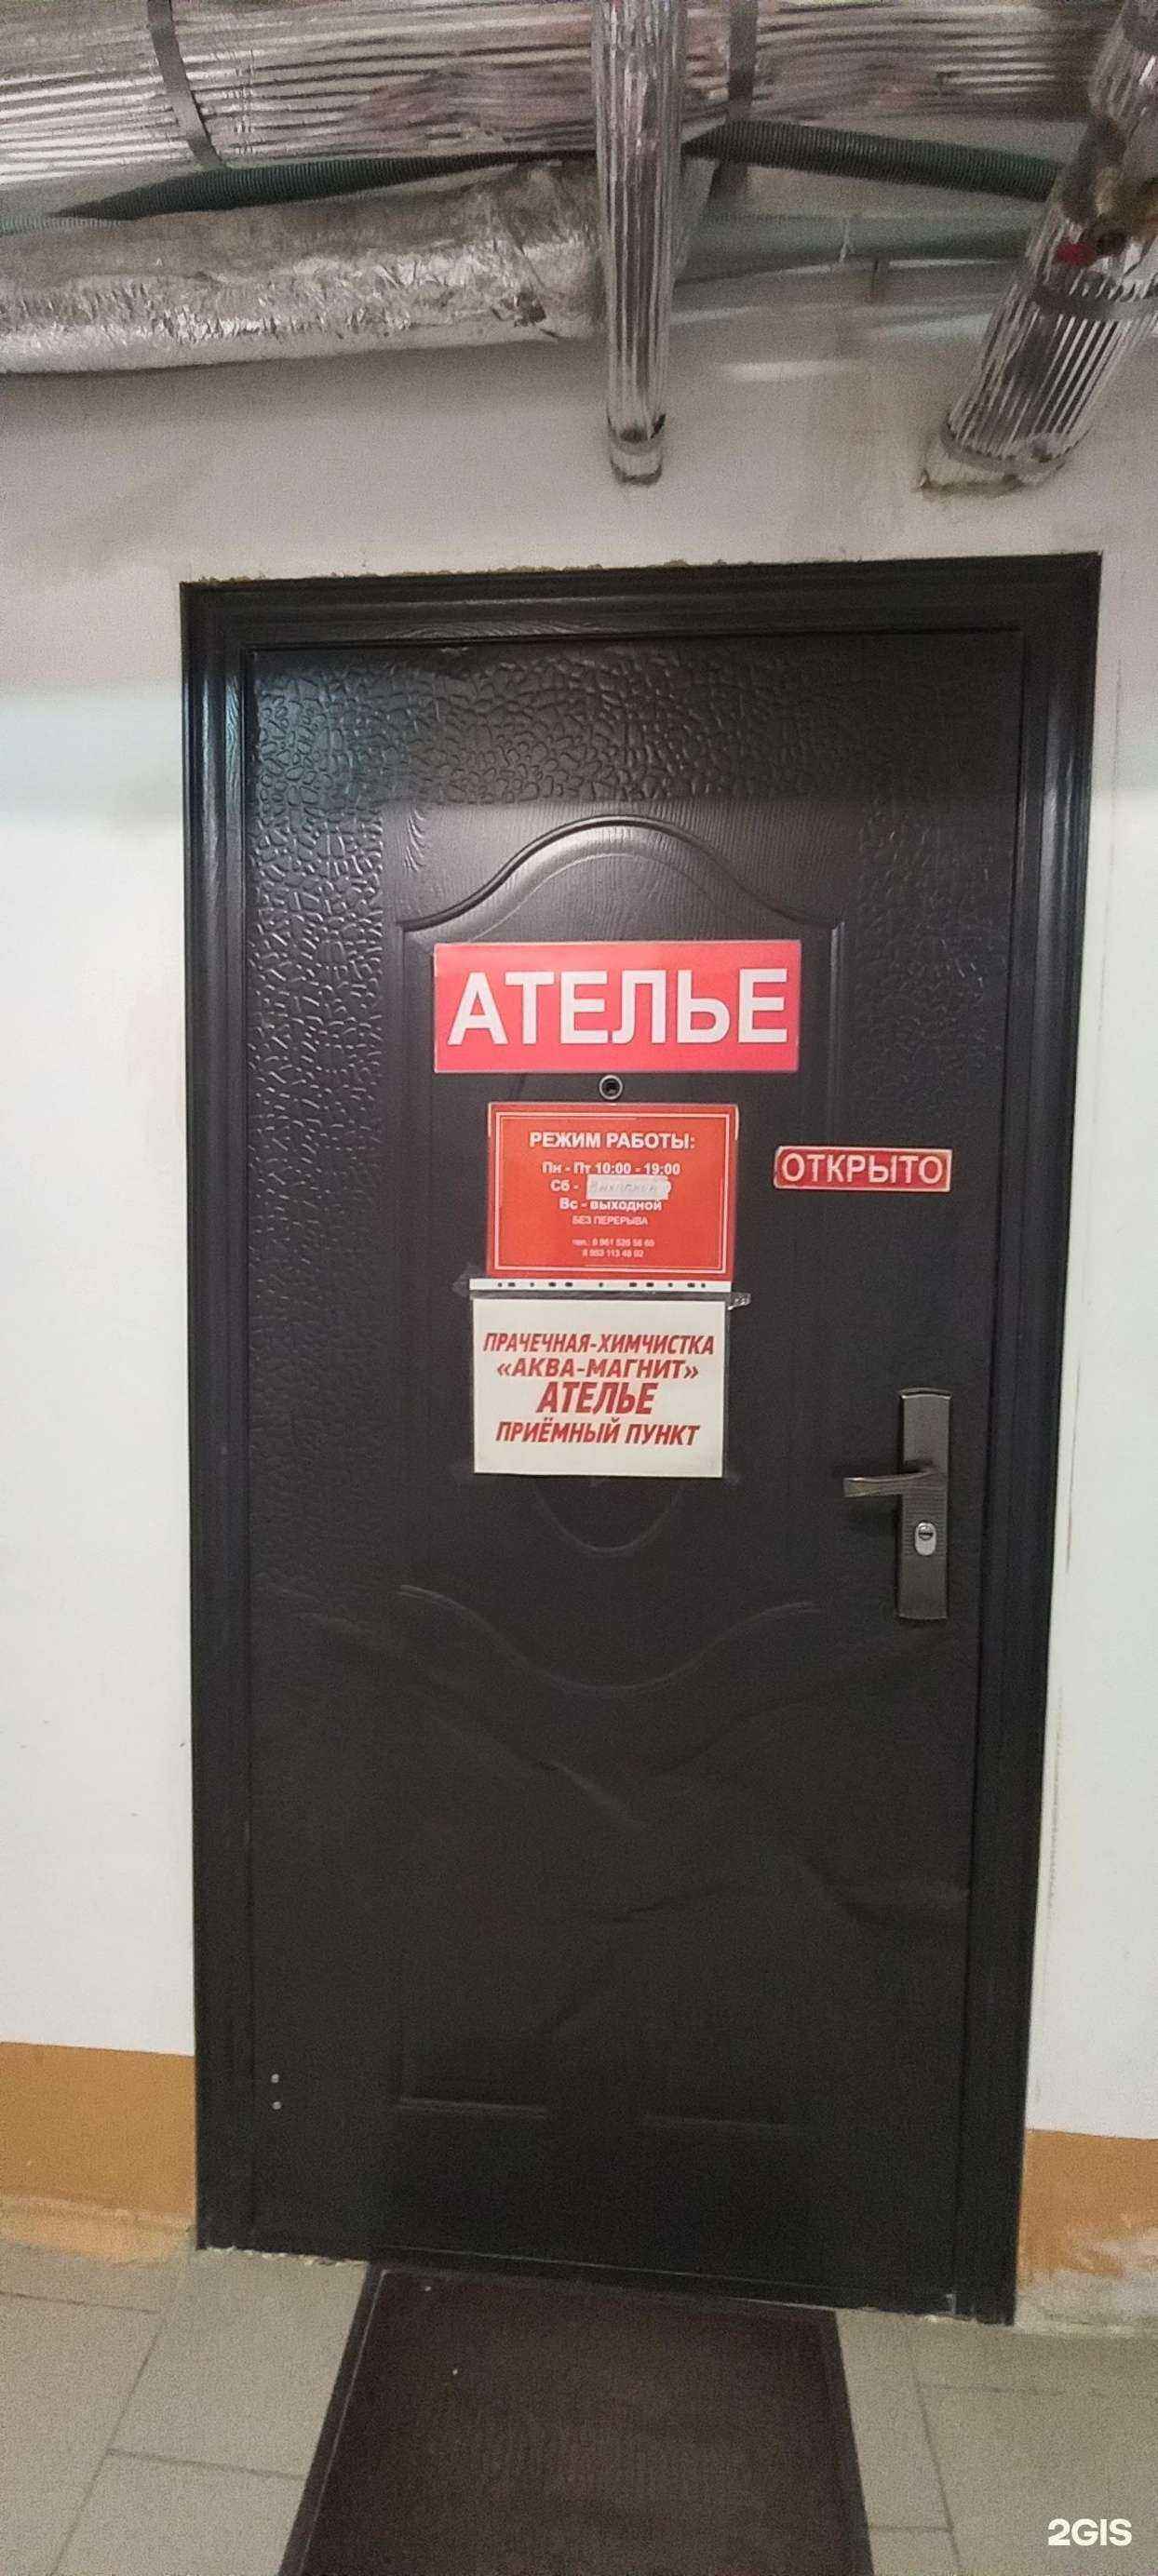 АТЕЛЬЕ
РЕЖИМ РАБОТЫ:
Пн - Пт 10:00 - 19:00
Сб -
Вс - выходной
БЕЗ ПЕРЕРЫВА
ОТКРЫТО
ПРАЧЕЧНАЯ-ХИМЧИСТКА
«АКВА-МАГНИТ»
АТЕЛЬЕ
ПРИЁМНЫЙ ПУНКТ
2GIS